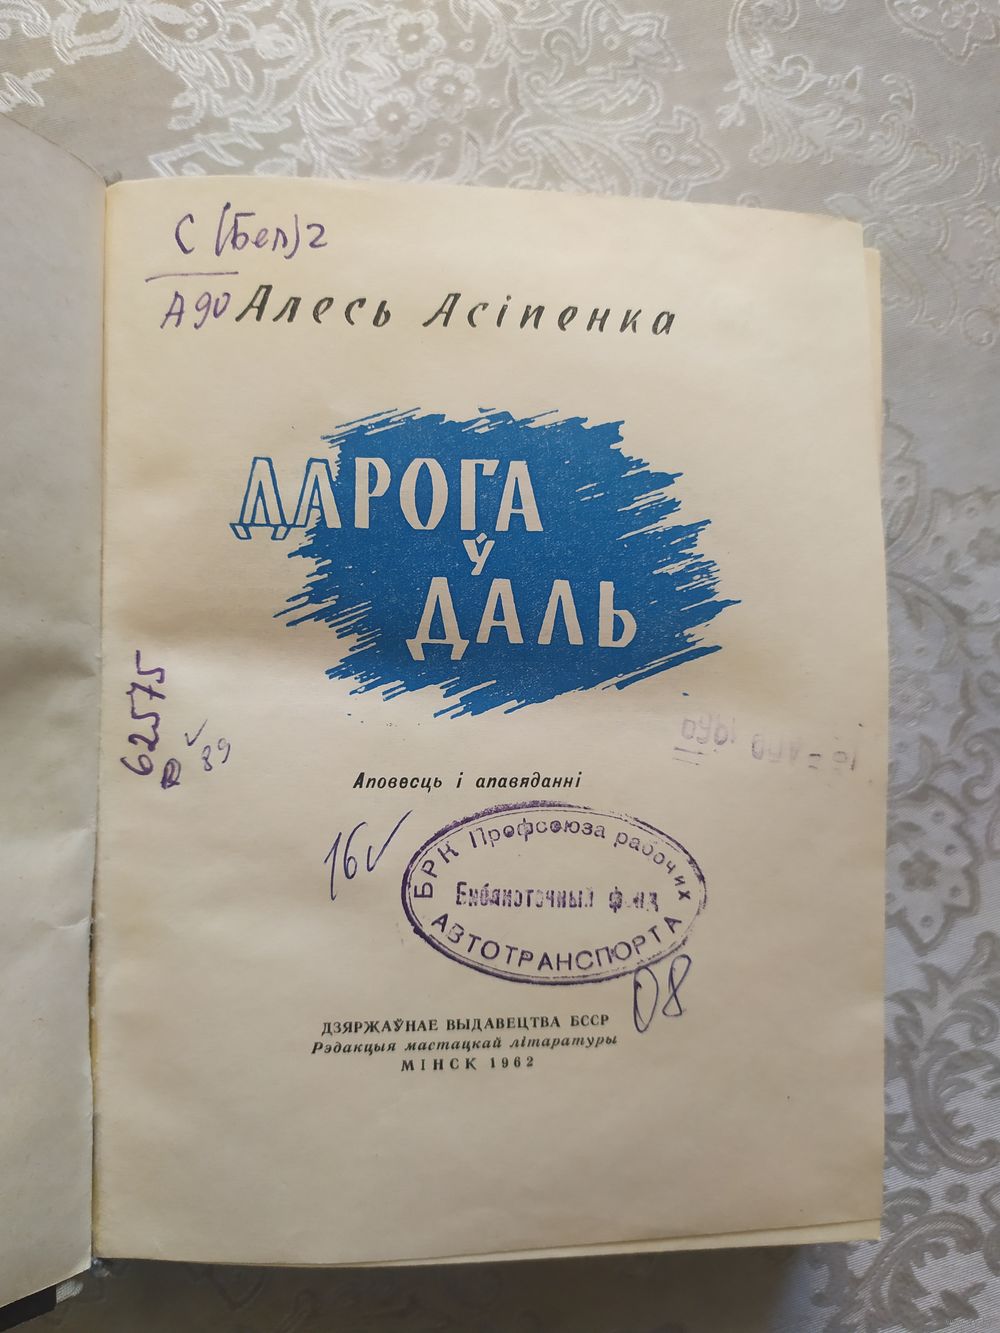 С (Бел) 2
А 90
Алесь Асіпенка
ДАРОГА
Ў
ДАЛЬ
62575
89
Аповесць і апавяданні
16
БРК Профсоюза рабочих
Библиотечный фонд
АВТОТРАНСПОРТА
08
ДЗЯРЖАЎНАЕ ВЫДАВЕЦТВА БССР
Рэдакцыя мастацкай літаратуры
МІНСК 1962